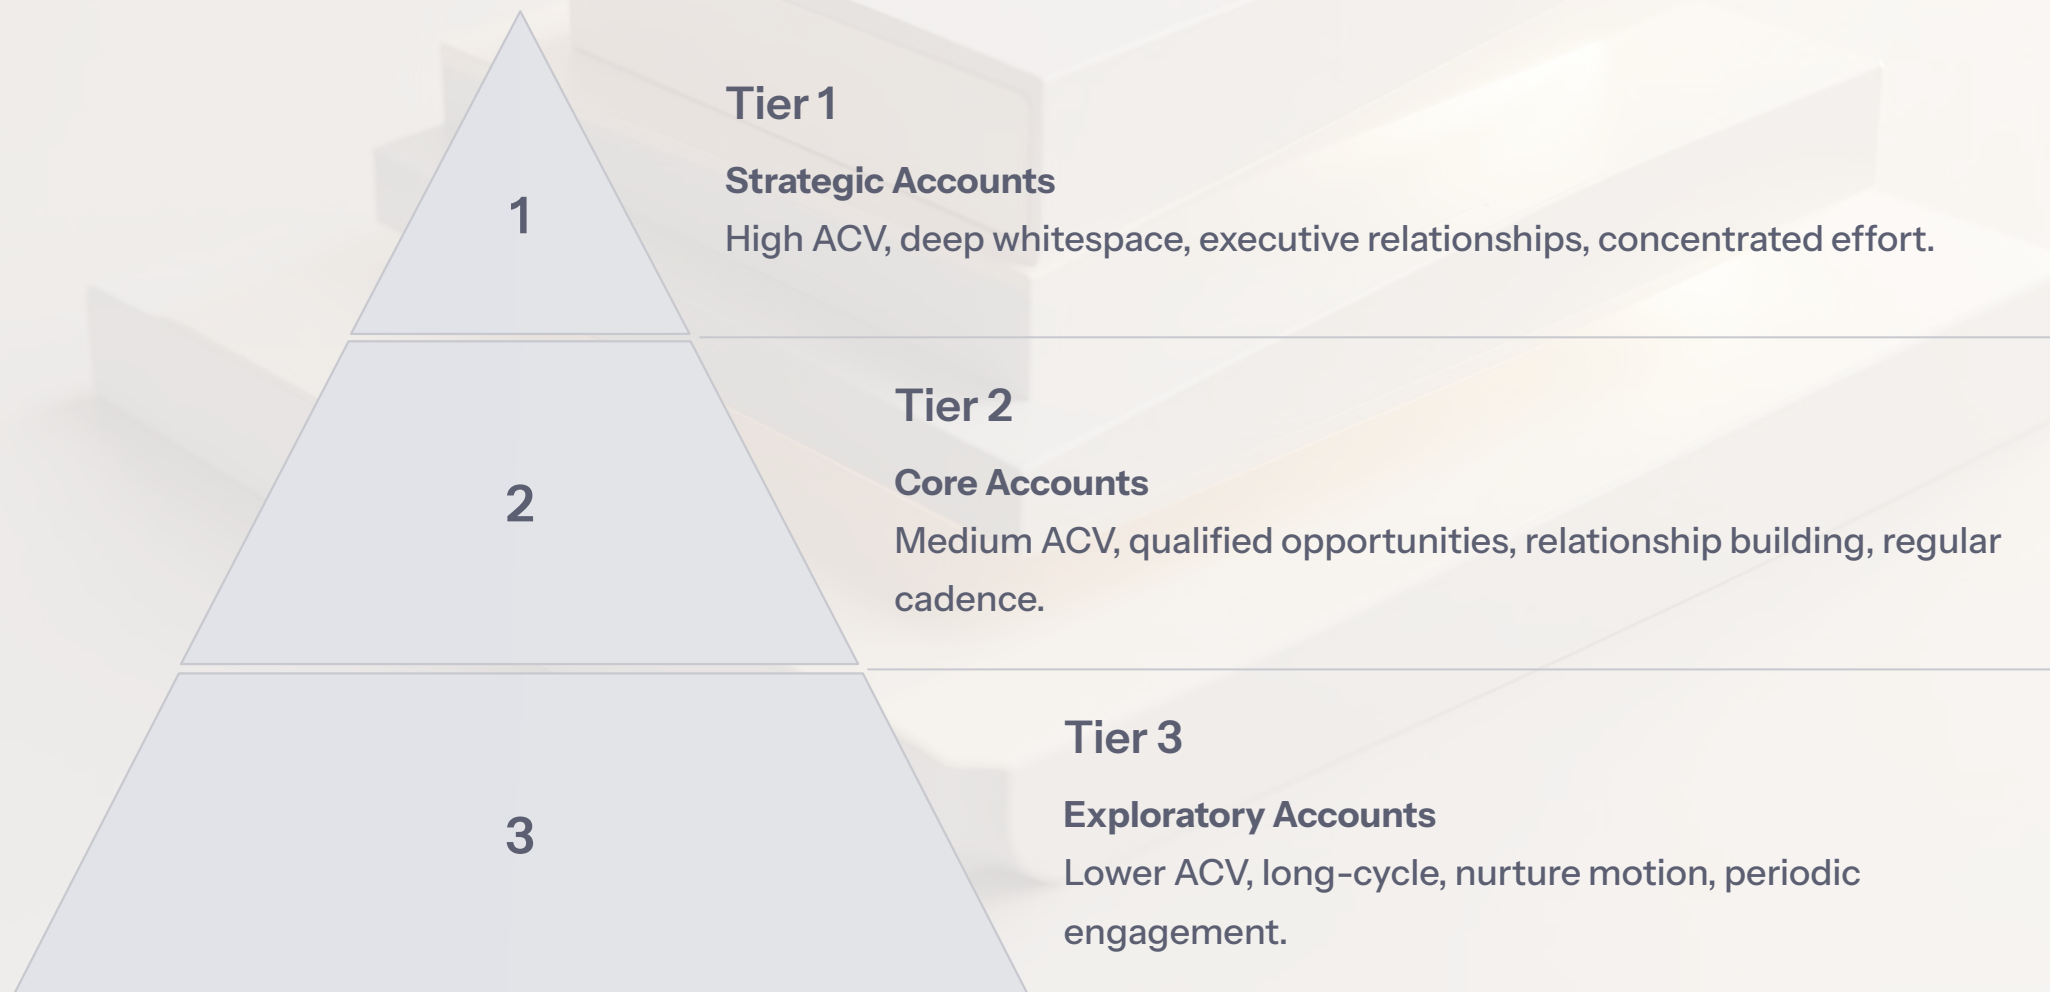 1
Tier 1
Strategic Accounts
High ACV, deep whitespace, executive relationships, concentrated effort.
2
Tier 2
Core Accounts
Medium ACV, qualified opportunities, relationship building, regular
cadence.
3
Tier 3
Exploratory Accounts
Lower ACV, long-cycle, nurture motion, periodic
engagement.